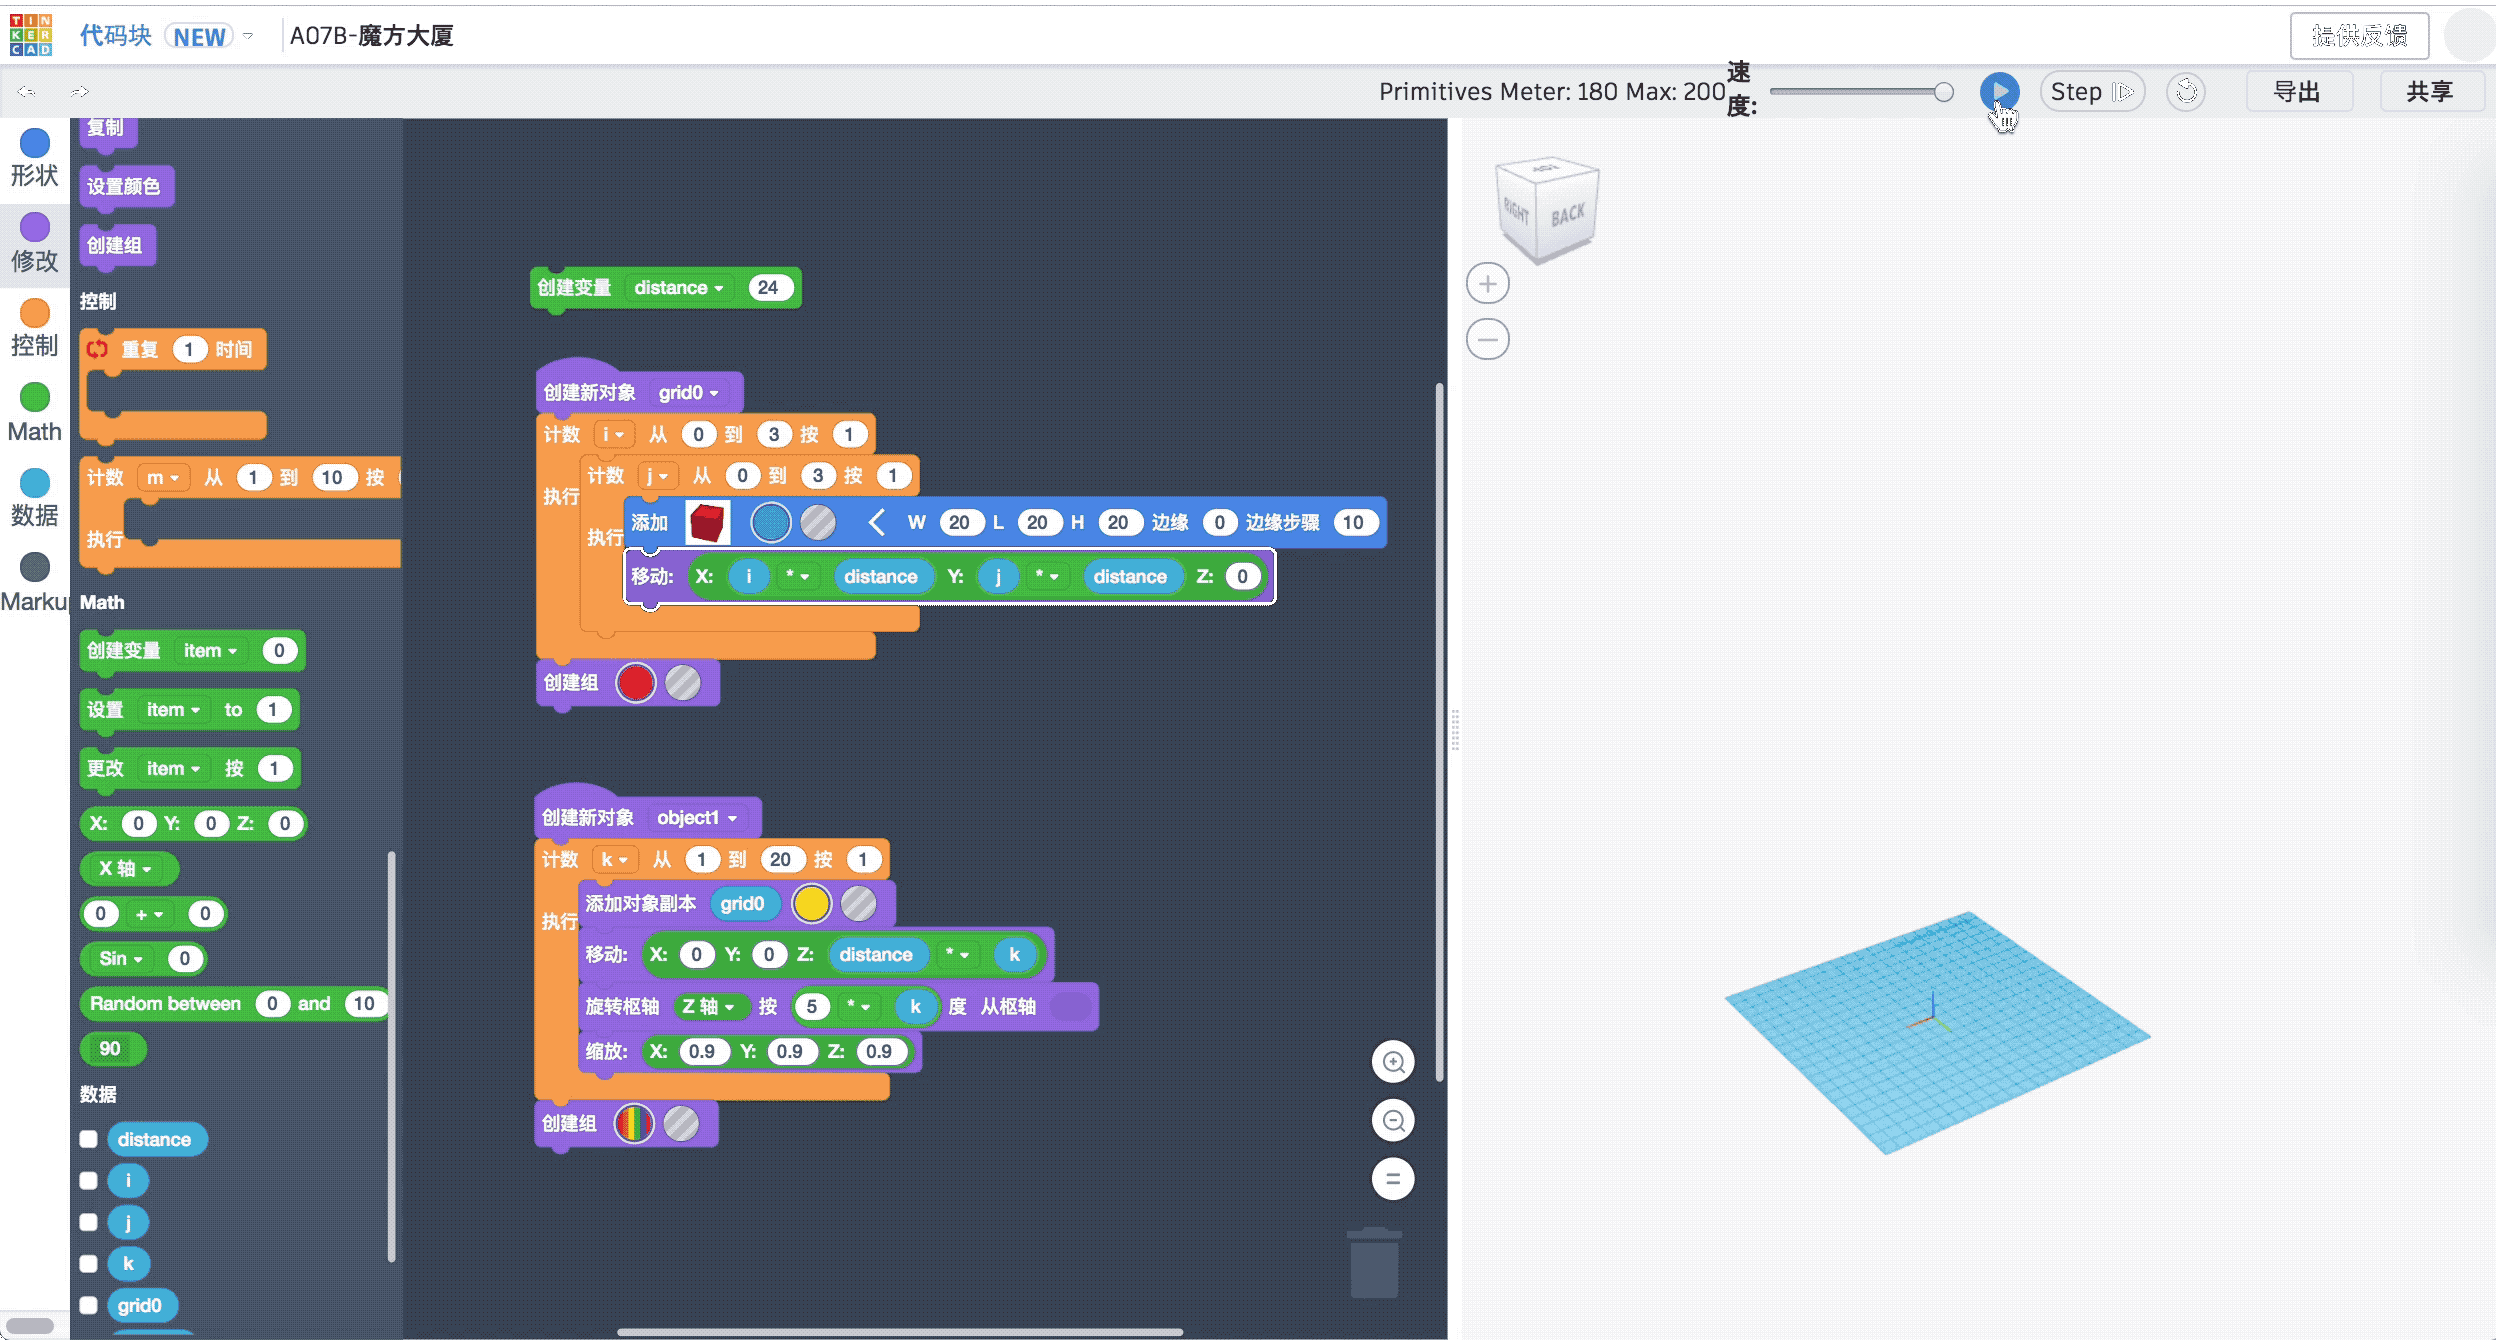 TIN
KER
CAD
代码块 NEW A07B-魔方大厦
提供反馈
Primitives Meter: 180 Max: 200 速度:
Step 导出 共享
形状
修改
控制
Math
数据
Marku
复制
设置颜色
创建组
控制
重复 1 时间
计数 m 从 1 到 10 按
执行
Math
创建变量 item 0
设置 item to 1
更改 item 按 1
X: 0 Y: 0 Z: 0
X 轴
0 + 0
Sin 0
Random between 0 and 10
90
数据
distance
i
j
k
grid0
创建变量 distance 24
创建新对象 grid0
计数 i 从 0 到 3 按 1
执行
计数 j 从 0 到 3 按 1
执行
添加 W 20 L 20 H 20 边缘 0 边缘步骤 10
移动: X: i * distance Y: j * distance Z: 0
创建组
创建新对象 object1
计数 k 从 1 到 20 按 1
执行
添加对象副本 grid0
移动: X: 0 Y: 0 Z: distance * k
旋转枢轴 Z 轴 按 5 * k 度 从枢轴
缩放: X: 0.9 Y: 0.9 Z: 0.9
创建组
RIGHT BACK